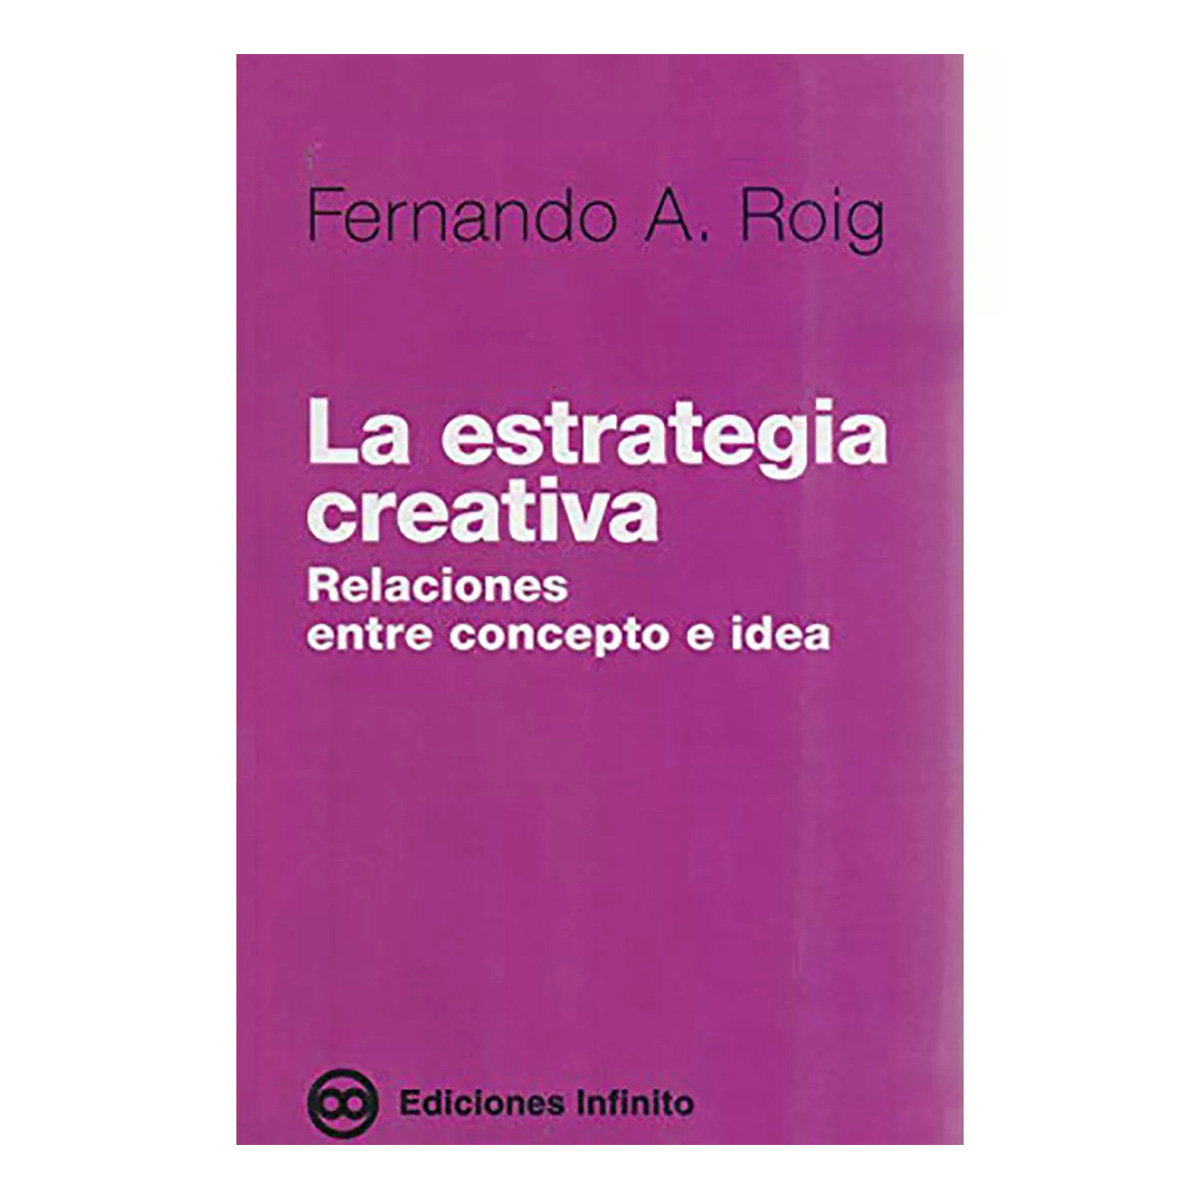 Fernando A. Roig
La estrategia
creativa
Relaciones
entre concepto e idea
Ediciones Infinito